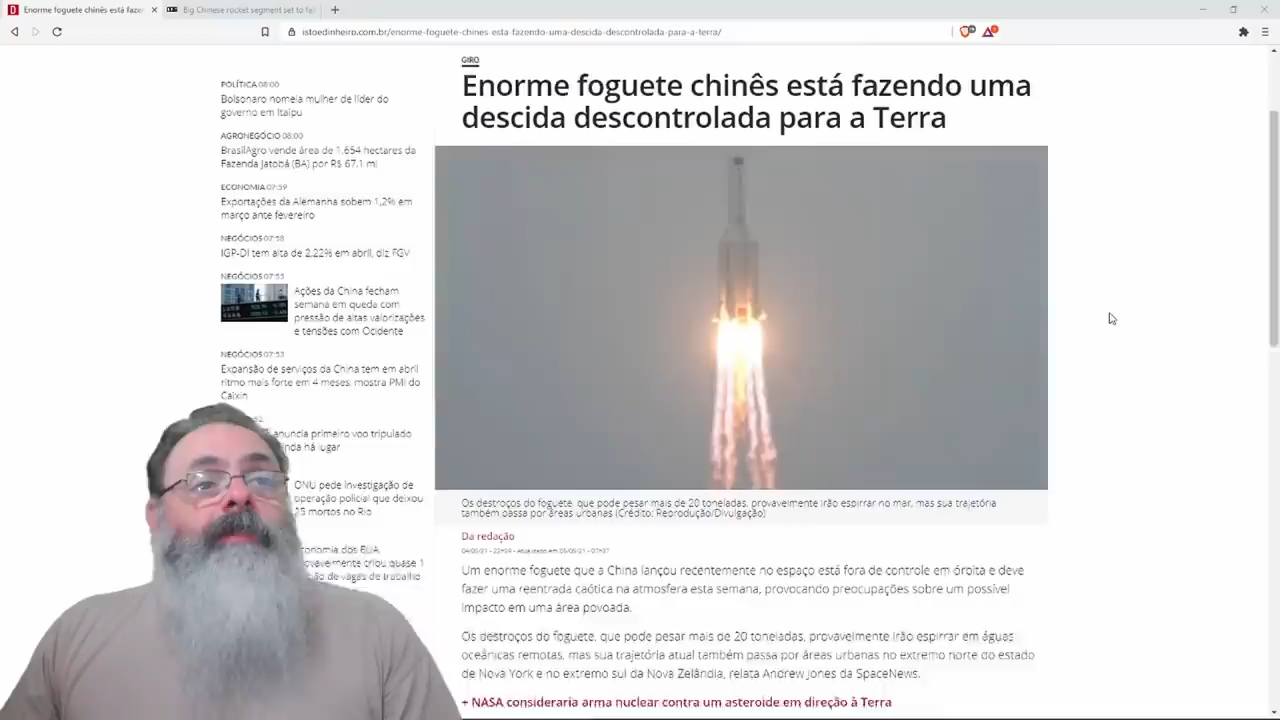 Enorme foguete chinês está fazen
Big Chinese rocket segment set to fal
istoedinheiro.com.br/enorme-foguete-chines-esta-fazendo-uma-descida-descontrolada-para-a-terra/
POLÍTICA 08:00
Bolsonaro nomeia mulher de líder do
governo em Itaipu
AGRONEGÓCIO 08:00
BrasilAgro vende área de 1.654 hectares da
Fazenda Jatobá (BA) por R$ 67,1 mi
ECONOMIA 07:59
Exportações da Alemanha sobem 1,2% em
março ante fevereiro
NEGÓCIOS 07:58
IGP-DI tem alta de 2,22% em abril, diz FGV
NEGÓCIOS 07:55
Ações da China fecham
semana em queda com
pressão de altas valorizações
e tensões com Ocidente
NEGÓCIOS 07:53
Expansão de serviços da China tem em abril
ritmo mais forte em 4 meses, mostra PMI do
Caixin
anuncia primeiro voo tripulado
inda há lugar
ONU pede investigação de
operação policial que deixou
mortos no Rio
onomia dos EUA
ovavelmente criou quase 1
de vagas de trabalho
GIRO
Enorme foguete chinês está fazendo uma
descida descontrolada para a Terra
Os destroços do foguete, que pode pesar mais de 20 toneladas, provavelmente irão espirrar no mar, mas sua trajetória
também passa por áreas urbanas (Crédito: Reprodução/Divulgação)
Da redação
Um enorme foguete que a China lançou recentemente no espaço está fora de controle em órbita e deve
fazer uma reentrada caótica na atmosfera esta semana, provocando preocupações sobre um possível
impacto em uma área povoada.
Os destroços do foguete, que pode pesar mais de 20 toneladas, provavelmente irão espirrar em águas
oceânicas remotas, mas sua trajetória atual também passa por áreas urbanas no extremo norte do estado
de Nova York e no extremo sul da Nova Zelândia, relata Andrew Jones da SpaceNews.
+ NASA consideraria arma nuclear contra um asteroide em direção à Terra